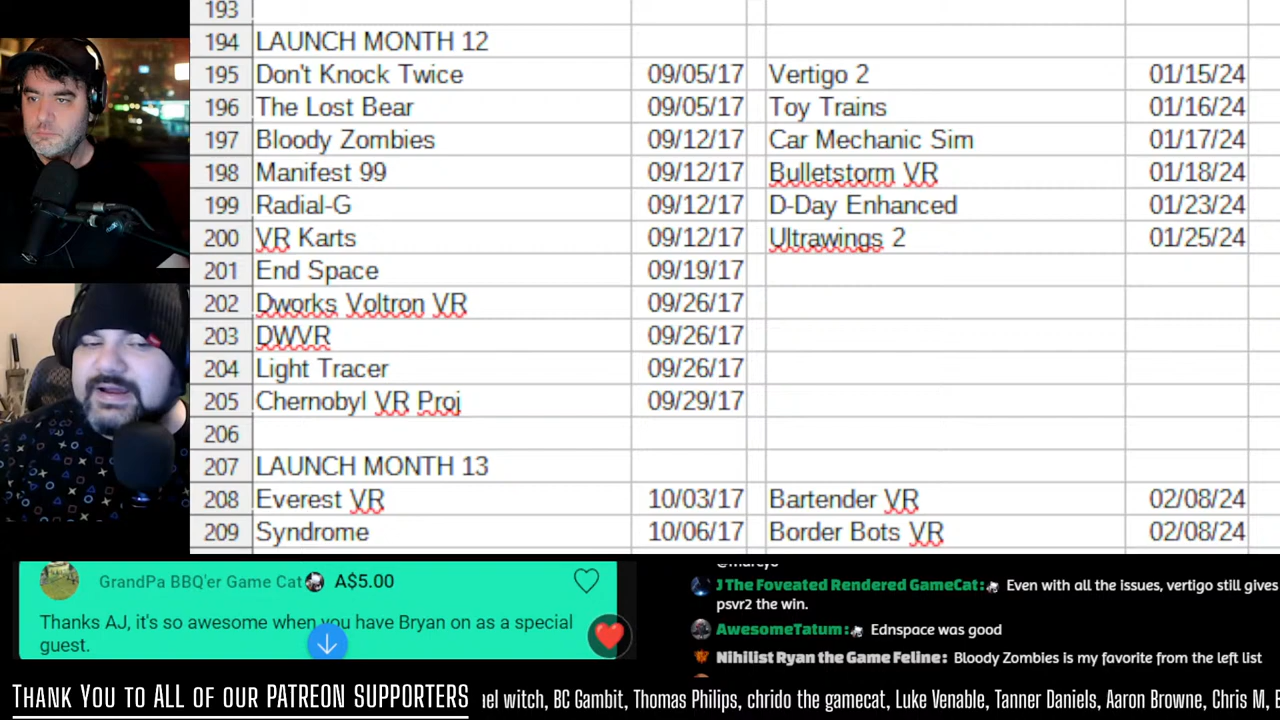 193
194 LAUNCH MONTH 12
195 Don't Knock Twice 09/05/17 Vertigo 2 01/15/24
196 The Lost Bear 09/05/17 Toy Trains 01/16/24
197 Bloody Zombies 09/12/17 Car Mechanic Sim 01/17/24
198 Manifest 99 09/12/17 Bulletstorm VR 01/18/24
199 Radial-G 09/12/17 D-Day Enhanced 01/23/24
200 VR Karts 09/12/17 Ultrawings 2 01/25/24
201 End Space 09/19/17
202 Dworks Voltron VR 09/26/17
203 DWVR 09/26/17
204 Light Tracer 09/26/17
205 Chernobyl VR Proj 09/29/17
206
207 LAUNCH MONTH 13
208 Everest VR 10/03/17 Bartender VR 02/08/24
209 Syndrome 10/06/17 Border Bots VR 02/08/24
GrandPa BBQ'er Game Cat A$5.00
Thanks AJ, it's so awesome when you have Bryan on as a special
guest.
J The Foveated Rendered GameCat: Even with all the issues, vertigo still gives
psvr2 the win.
AwesomeTatum: Ednspace was good
Nihilist Ryan the Game Feline: Bloody Zombies is my favorite from the left list
THANK YOU TO ALL OF OUR PATREON SUPPORTERS witch, BC Gambit, Thomas Philips, chrido the gamecat, Luke Venable, Tanner Daniels, Aaron Browne, Chris M,